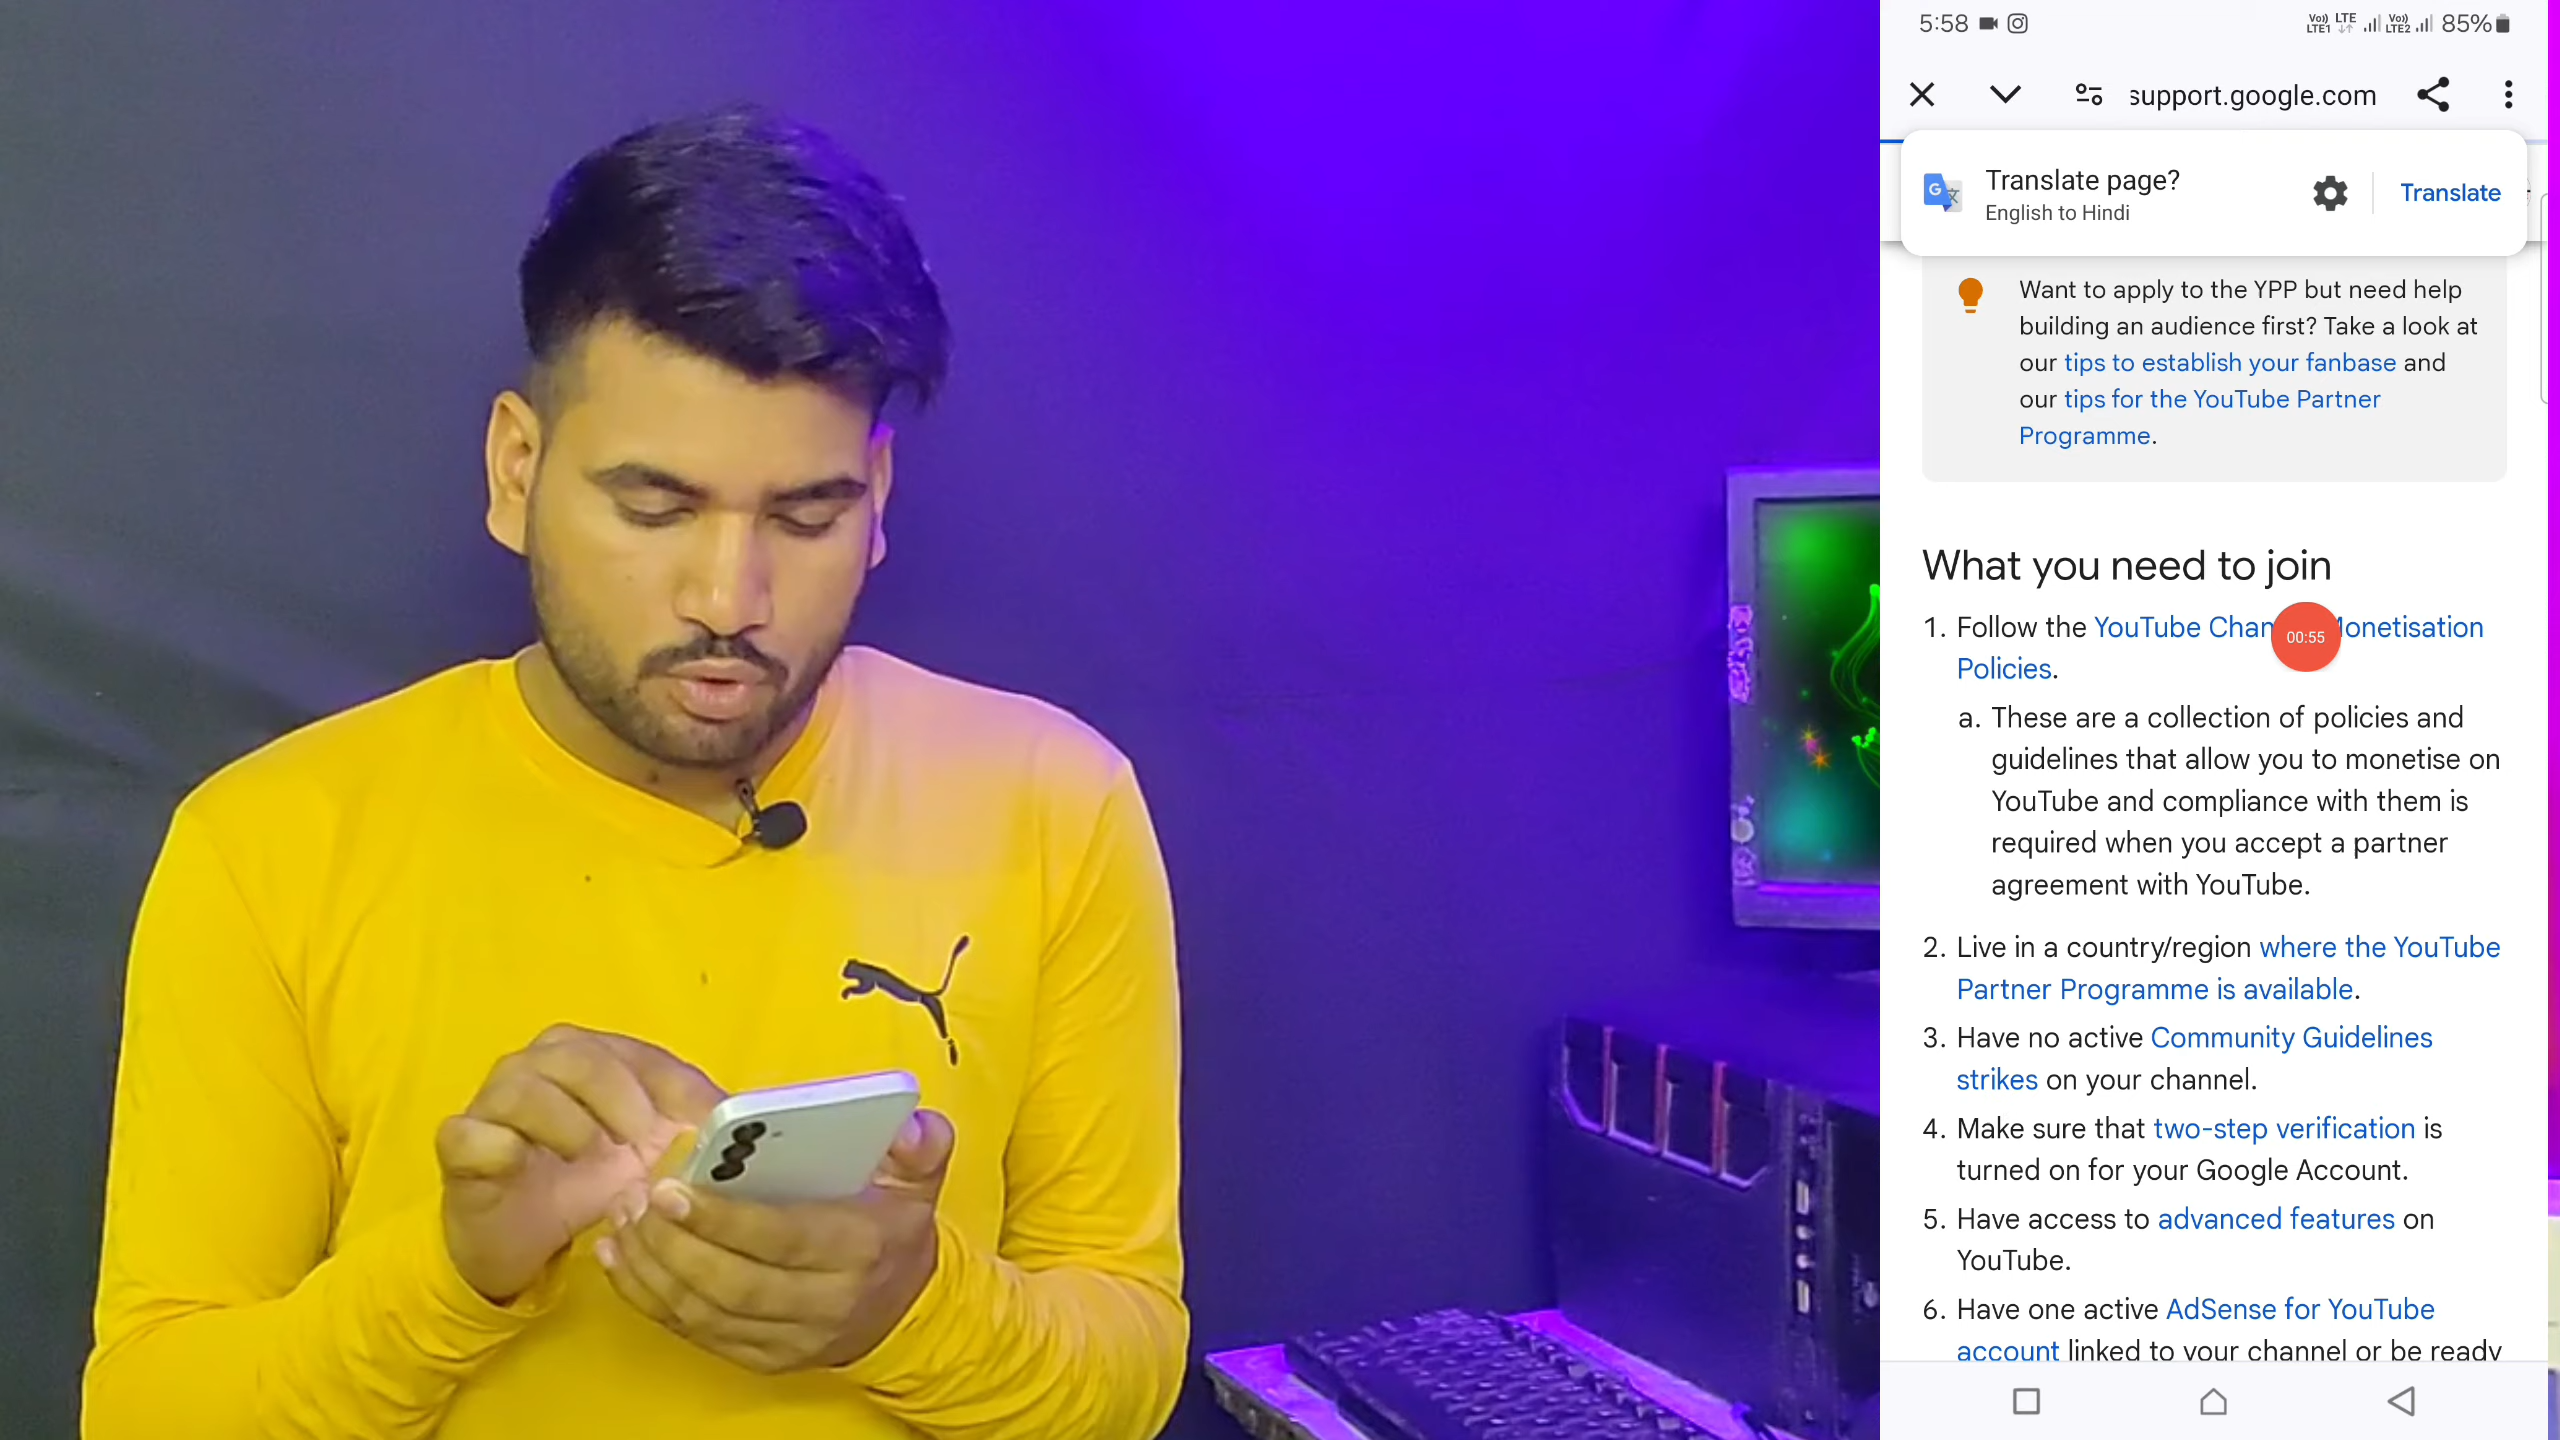 5:58
Vo)) LTE1 LTE Vo)) LTE2 85%
support.google.com
Translate page?
English to Hindi
Translate
Want to apply to the YPP but need help
building an audience first? Take a look at
our tips to establish your fanbase and
our tips for the YouTube Partner
Programme.
What you need to join
1. Follow the YouTube Chan onetisation
00:55
Policies.
a. These are a collection of policies and
guidelines that allow you to monetise on
YouTube and compliance with them is
required when you accept a partner
agreement with YouTube.
2. Live in a country/region where the YouTube
Partner Programme is available.
3. Have no active Community Guidelines
strikes on your channel.
4. Make sure that two-step verification is
turned on for your Google Account.
5. Have access to advanced features on
YouTube.
6. Have one active AdSense for YouTube
account linked to your channel or be ready